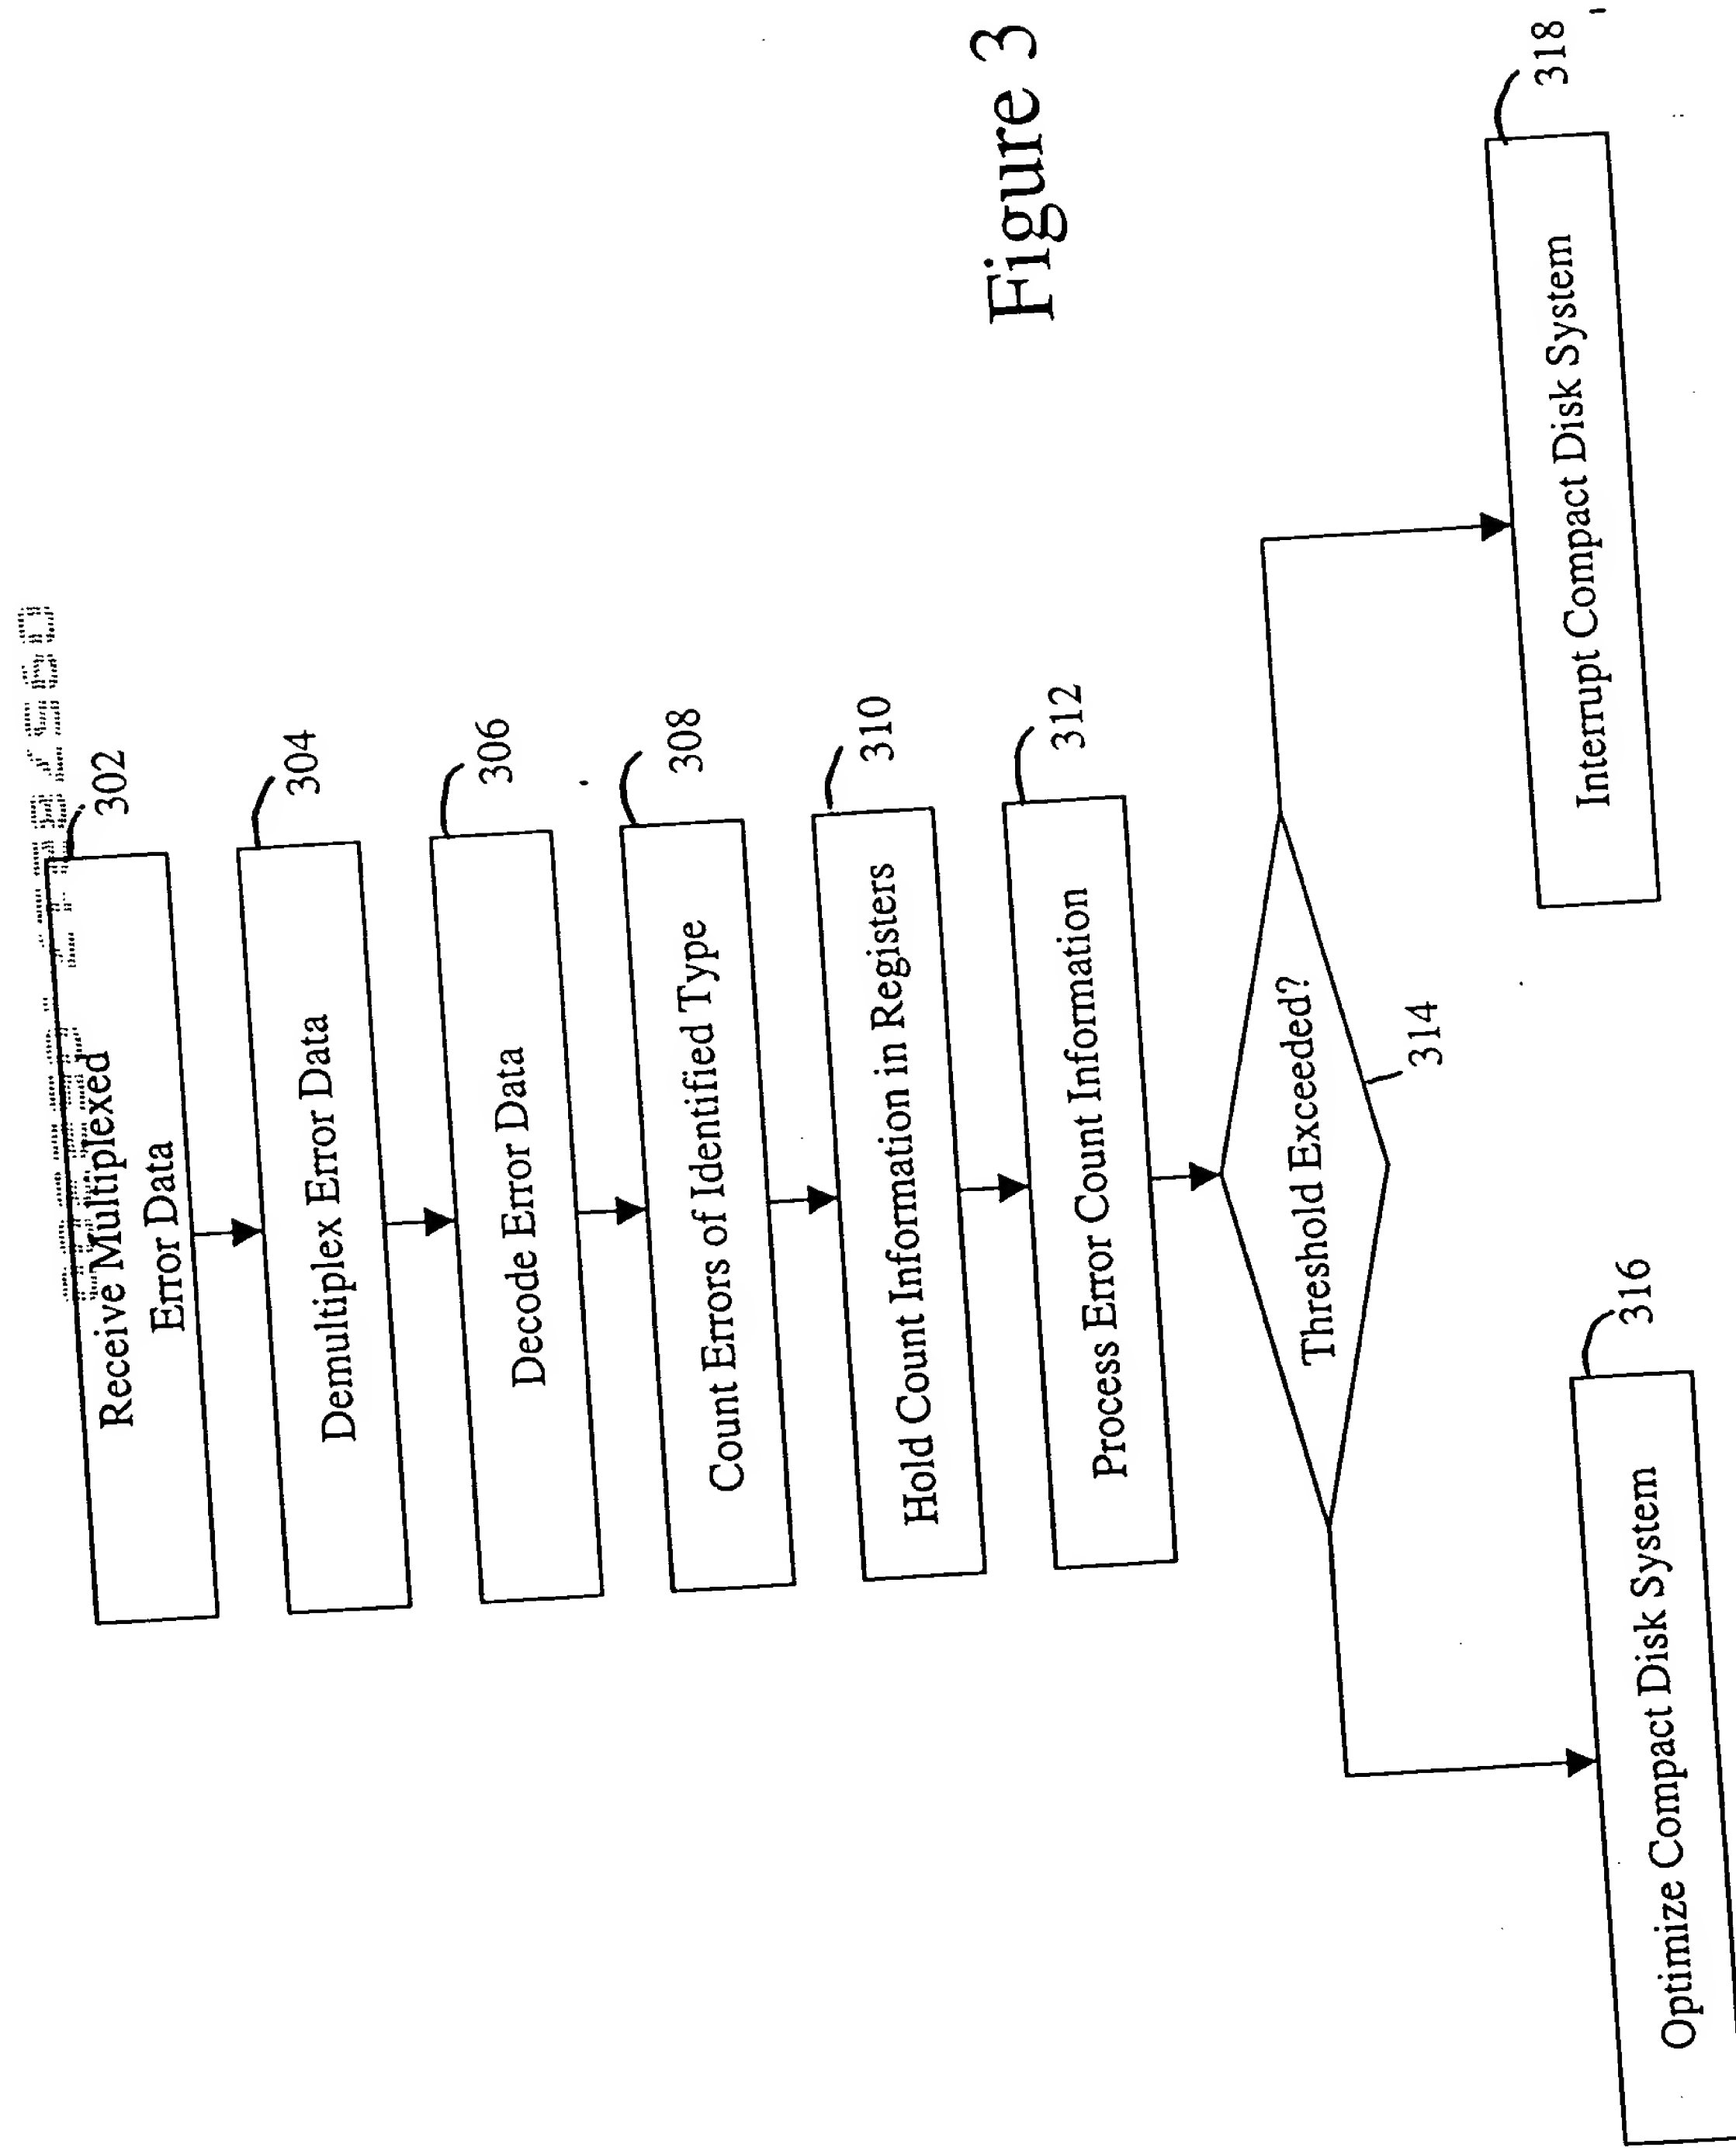 302
Receive Multiplexed
Error Data
304
Demultiplex Error Data
306
Decode Error Data
308
Count Errors of Identified Type
310
Hold Count Information in Registers
312
Process Error Count Information
Threshold Exceeded?
314
316
Optimize Compact Disk System
318
Interrupt Compact Disk System
Figure 3